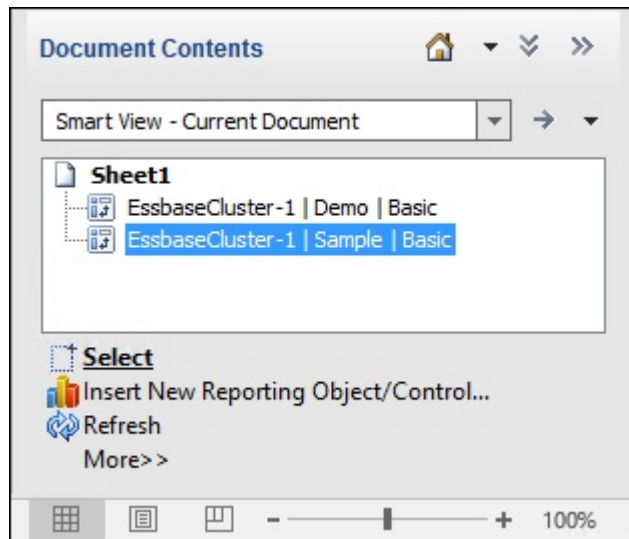 Document Contents
Smart View - Current Document
Sheet1
EssbaseCluster-1 | Demo | Basic
EssbaseCluster-1 | Sample | Basic
Select
Insert New Reporting Object/Control...
Refresh
More>>
100%